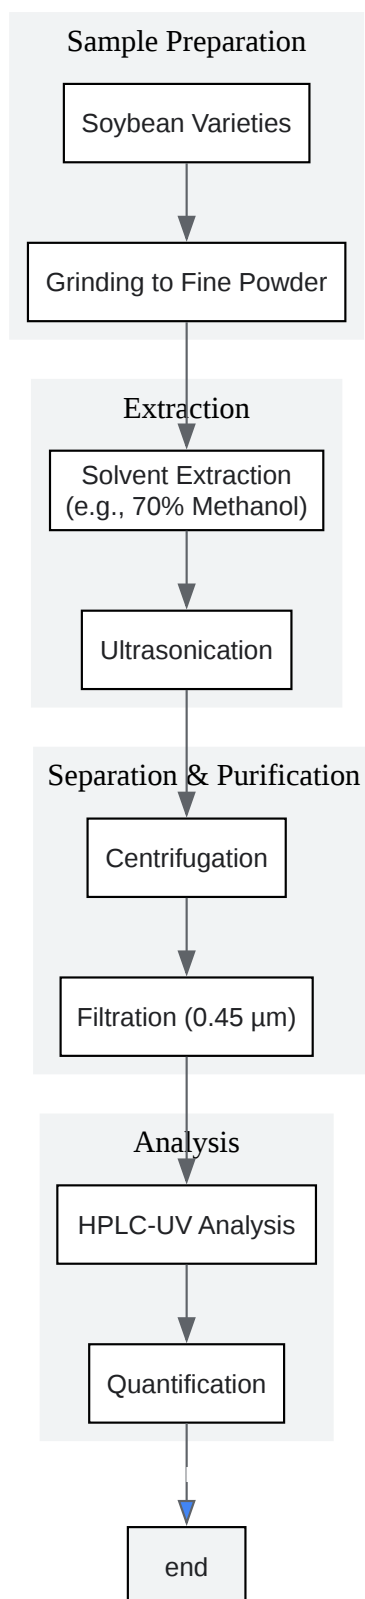 Sample Preparation
Soybean Varieties
Grinding to Fine Powder
Extraction
Solvent Extraction
(e.g., 70% Methanol)
Ultrasonication
Separation & Purification
Centrifugation
Filtration (0.45 µm)
Analysis
HPLC-UV Analysis
Quantification
end